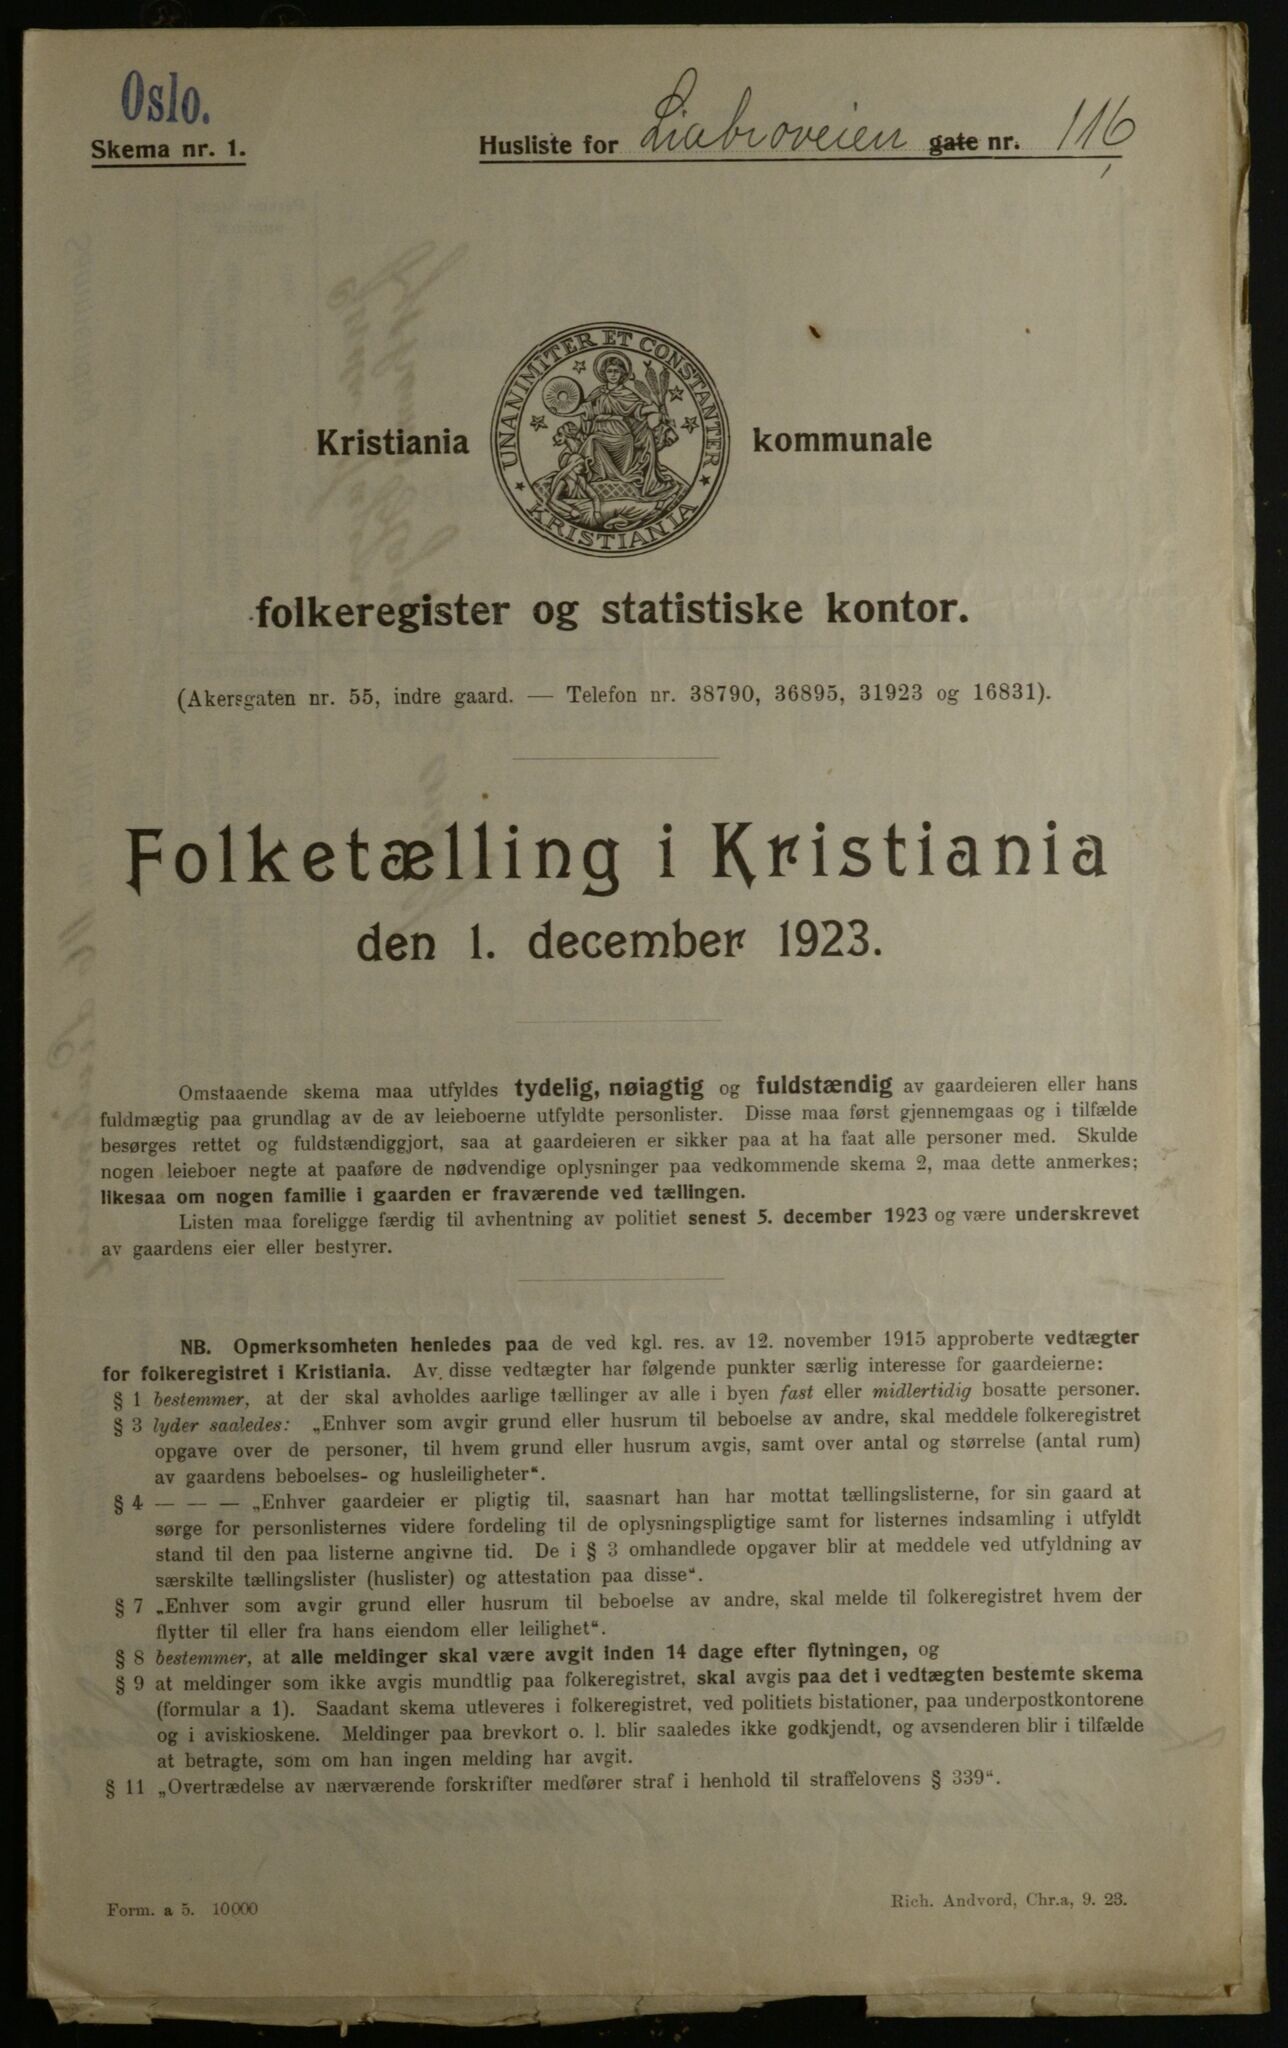 Oslo.
Skema nr. 1.
Husliste for Liabroveien gate nr. 116
UNANIMITER ET CONSTANTER
KRISTIANIA
Kristiania kommunale
folkeregister og statistiske kontor.
(Akersgaten nr. 55, indre gaard. — Telefon nr. 38790, 36895, 31923 og 16831).
Folketælling i Kristiania
den 1. december 1923.
Omstaaende skema maa utfyldes tydelig, nøiagtig og fuldstændig av gaardeieren eller hans
fuldmægtig paa grundlag av de av leieboerne utfyldte personlister. Disse maa først gjennemgaas og i tilfælde
besørges rettet og fuldstændiggjort, saa at gaardeieren er sikker paa at ha faat alle personer med. Skulde
nogen leieboer negte at paaføre de nødvendige oplysninger paa vedkommende skema 2, maa dette anmerkes;
likesaa om nogen familie i gaarden er fraværende ved tællingen.
Listen maa foreligge færdig til avhentning av politiet senest 5. december 1923 og være underskrevet
av gaardens eier eller bestyrer.
NB. Opmerksomheten henledes paa de ved kgl. res. av 12. november 1915 approberte vedtægter
for folkeregistret i Kristiania. Av disse vedtægter har følgende punkter særlig interesse for gaardeierne:
§ 1 bestemmer, at der skal avholdes aarlige tællinger av alle i byen fast eller midlertidig bosatte personer.
§ 3 lyder saaledes: „Enhver som avgir grund eller husrum til beboelse av andre, skal meddele folkeregistret
opgave over de personer, til hvem grund eller husrum avgis, samt over antal og størrelse (antal rum)
av gaardens beboelses- og husleiligheter“.
§ 4 — — — „Enhver gaardeier er pligtig til, saasnart han har mottat tællingslisterne, for sin gaard at
sørge for personlisternes videre fordeling til de oplysningspligtige samt for listernes indsamling i utfyldt
stand til den paa listerne angivne tid. De i § 3 omhandlede opgaver blir at meddele ved utfyldning av
særskilte tællingslister (huslister) og attestation paa disse“.
§ 7 „Enhver som avgir grund eller husrum til beboelse av andre, skal melde til folkeregistret hvem der
flytter til eller fra hans eiendom eller leilighet“.
§ 8 bestemmer, at alle meldinger skal være avgit inden 14 dage efter flytningen, og
§ 9 at meldinger som ikke avgis mundtlig paa folkeregistret, skal avgis paa det i vedtægten bestemte skema
(formular a 1). Saadant skema utleveres i folkeregistret, ved politiets bistationer, paa underpostkontorene
og i aviskioskene. Meldinger paa brevkort o. l. blir saaledes ikke godkjendt, og avsenderen blir i tilfælde
at betragte, som om han ingen melding har avgit.
§ 11 „Overtrædelse av nærværende forskrifter medfører straf i henhold til straffelovens § 339“.
Form. a 5. 10000
Rich. Andvord, Chr.a, 9. 23.